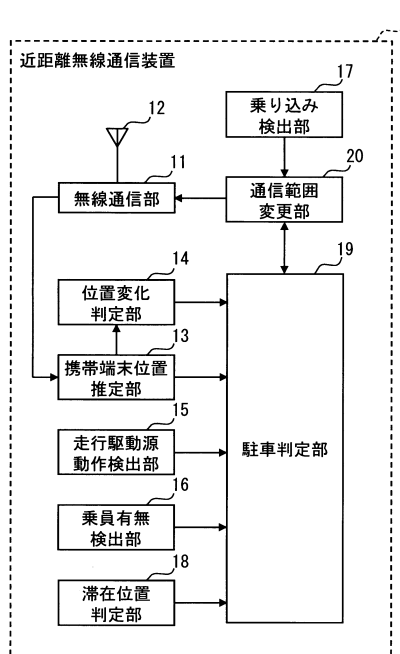 近距離無線通信装置
17
乗り込み
検出部
12
20
通信範囲
変更部
11
無線通信部
19
駐車判定部
14
位置変化
判定部
13
携帯端末位置
推定部
15
走行駆動源
動作検出部
16
乗員有無
検出部
18
滞在位置
判定部